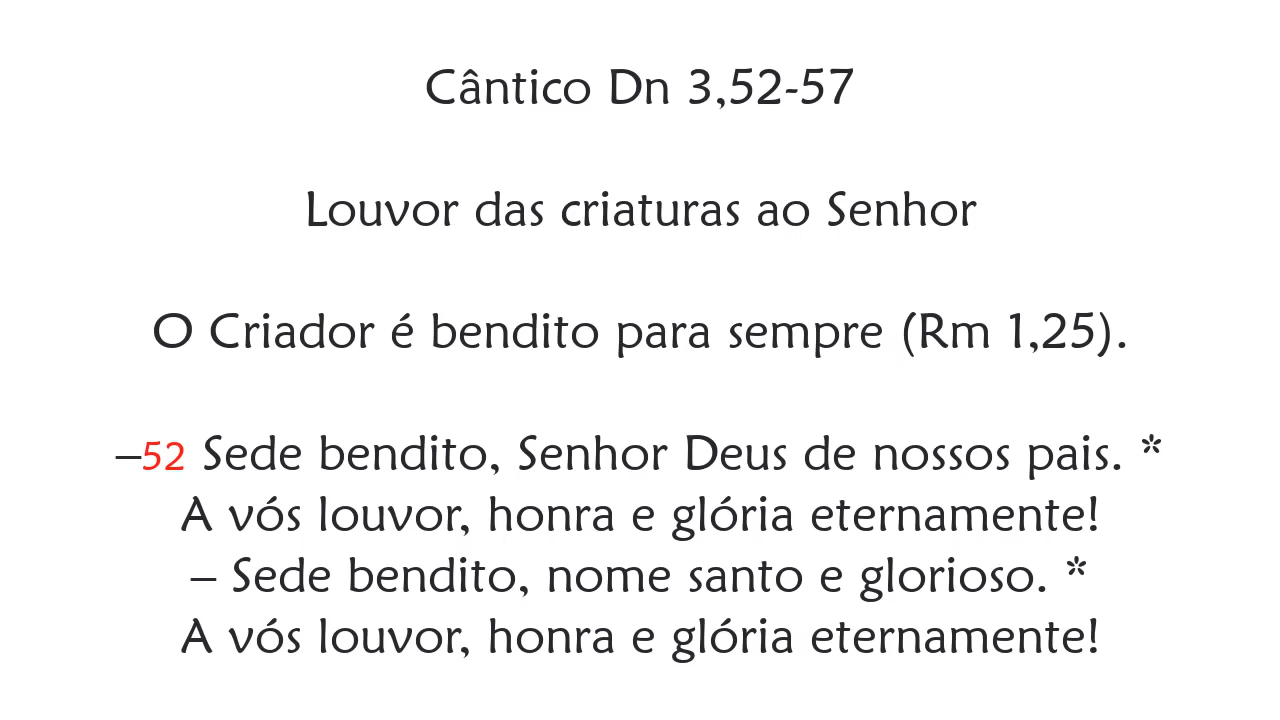 Cântico Dn 3,52-57
Louvor das criaturas ao Senhor
O Criador é bendito para sempre (Rm 1,25).
–52 Sede bendito, Senhor Deus de nossos pais. *
A vós louvor, honra e glória eternamente!
– Sede bendito, nome santo e glorioso. *
A vós louvor, honra e glória eternamente!